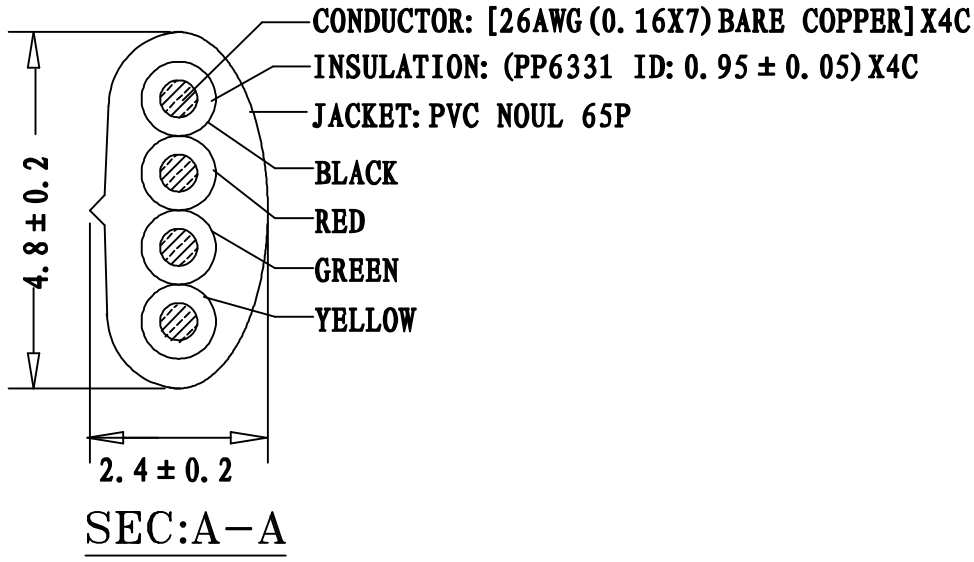 CONDUCTOR: [26AWG(0.16X7)BARE COPPER]X4C
INSULATION: (PP6331 ID:0.95±0.05)X4C
JACKET:PVC NOUL 65P
BLACK
RED
GREEN
YELLOW
4.8±0.2
2.4±0.2
SEC:A-A